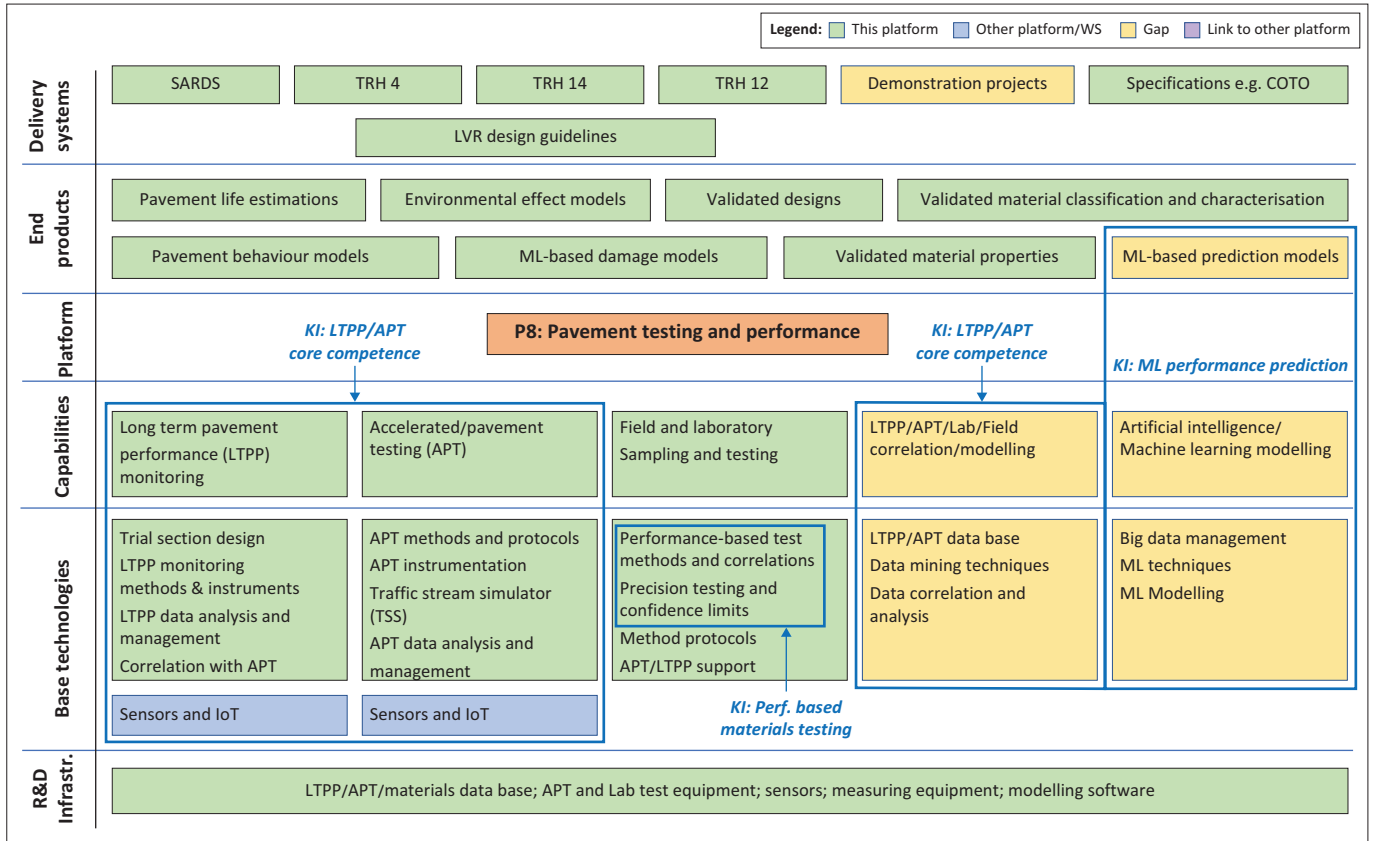 Legend: This platform Other platform/WS Gap Link to other platform
Delivery systems
SARDS
TRH 4
TRH 14
TRH 12
Demonstration projects
Specifications e.g. COTO
LVR design guidelines
End products
Pavement life estimations
Environmental effect models
Validated designs
Validated material classification and characterisation
Pavement behaviour models
ML-based damage models
Validated material properties
ML-based prediction models
Platform
KI: LTPP/APT
core competence
P8: Pavement testing and performance
KI: LTPP/APT
core competence
KI: ML performance prediction
Capabilities
Long term pavement
performance (LTPP)
monitoring
Accelerated/pavement
testing (APT)
Field and laboratory
Sampling and testing
LTPP/APT/Lab/Field
correlation/modelling
Artificial intelligence/
Machine learning modelling
Base technologies
Trial section design
LTPP monitoring
methods & instruments
LTPP data analysis and
management
Correlation with APT
APT methods and protocols
APT instrumentation
Traffic stream simulator
(TSS)
APT data analysis and
management
Performance-based test
methods and correlations
Precision testing and
confidence limits
Method protocols
APT/LTPP support
LTPP/APT data base
Data mining techniques
Data correlation and
analysis
Big data management
ML techniques
ML Modelling
Sensors and IoT
Sensors and IoT
KI: Perf. based
materials testing
R&D
Infrastr.
LTPP/APT/materials data base; APT and Lab test equipment; sensors; measuring equipment; modelling software